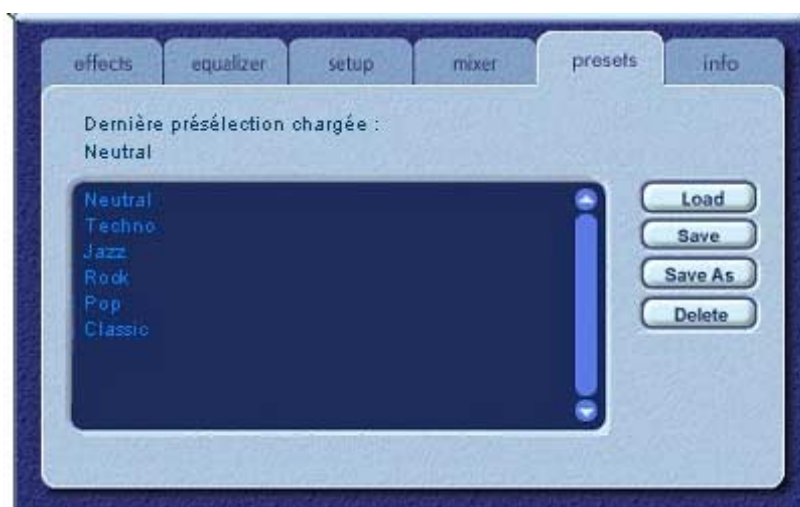 effects equalizer setup mixer presets info
Dernière présélection chargée :
Neutral
Neutral
Techno
Jazz
Rock
Pop
Classic
Load
Save
Save As
Delete